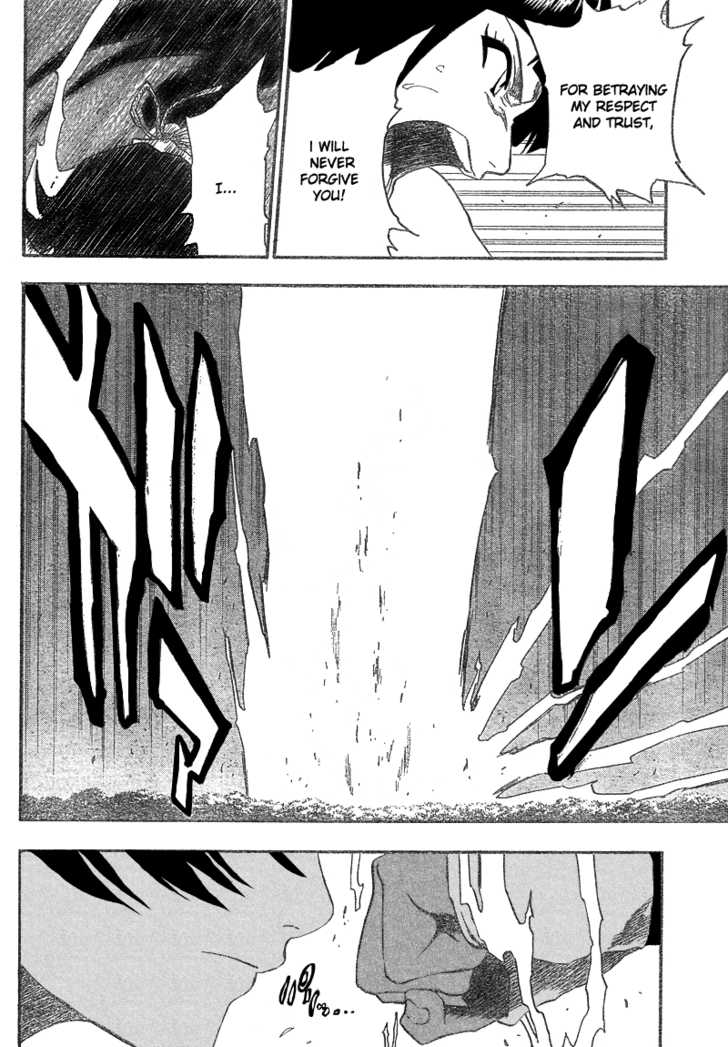 FOR BETRAYING
MY RESPECT
AND TRUST,
I WILL
NEVER
FORGIVE
YOU!
I...